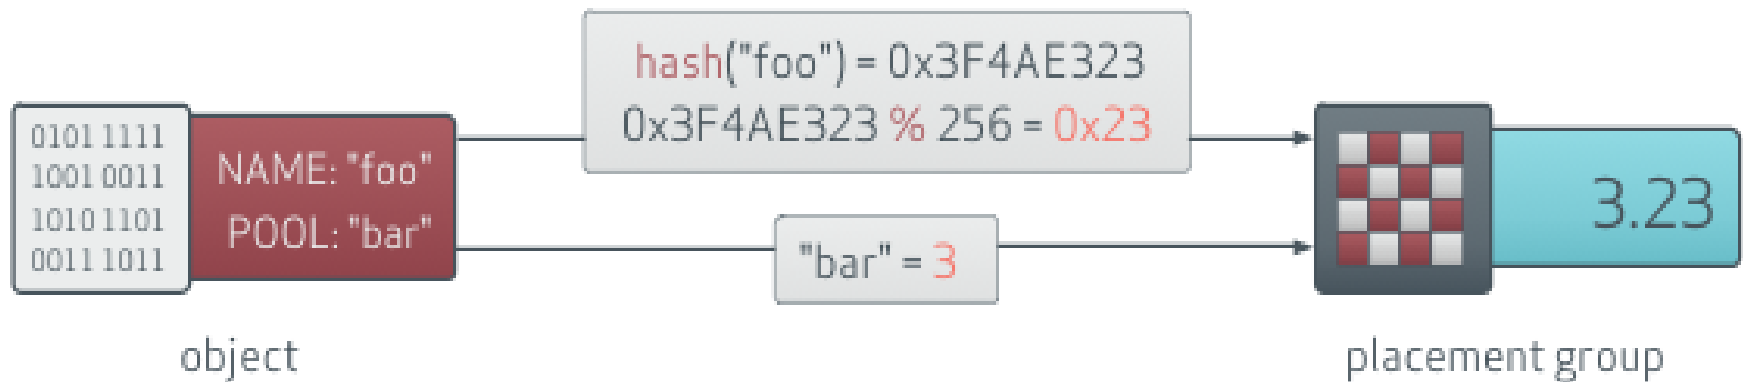 hash("foo") = 0x3F4AE323
0x3F4AE323 % 256 = 0x23
0101 1111
1001 0011
1010 1101
0011 1011
NAME: "foo"
POOL: "bar"
"bar" = 3
3.23
object
placement group